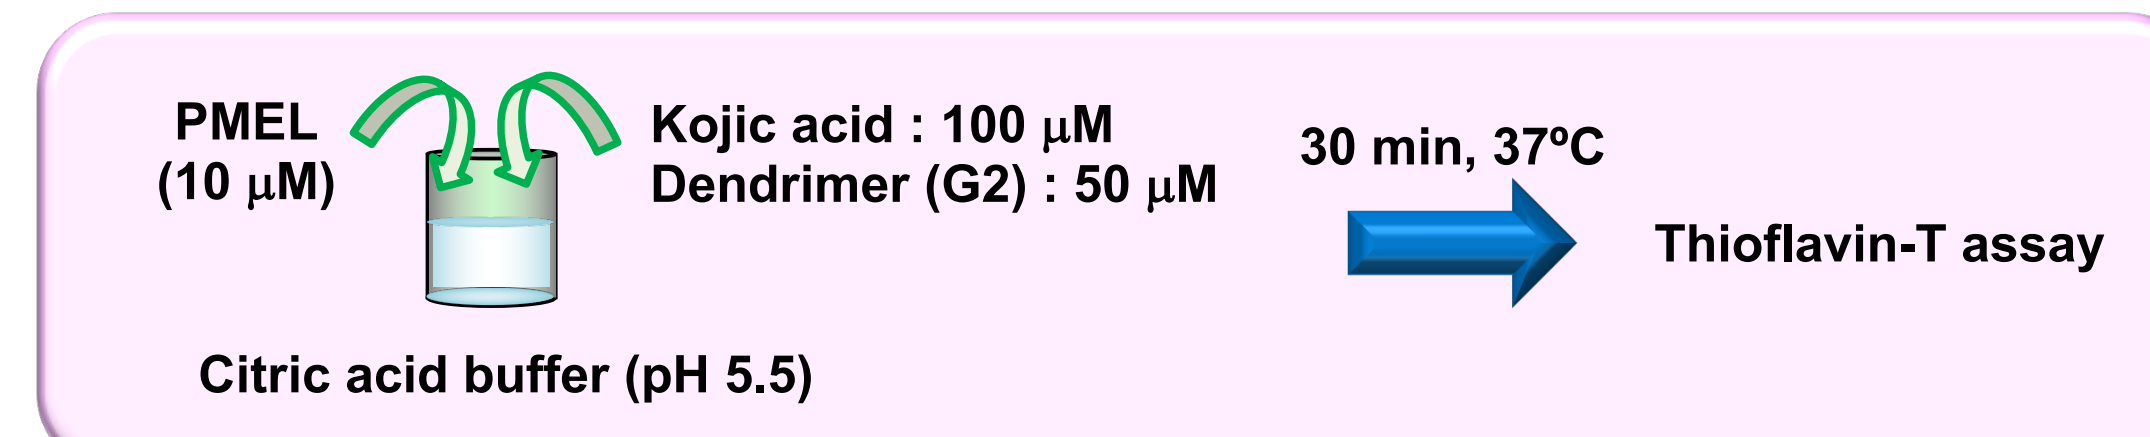 PMEL
(10 μM)
Kojic acid : 100 μM
Dendrimer (G2) : 50 μM
30 min, 37ºC
Thioflavin-T assay
Citric acid buffer (pH 5.5)